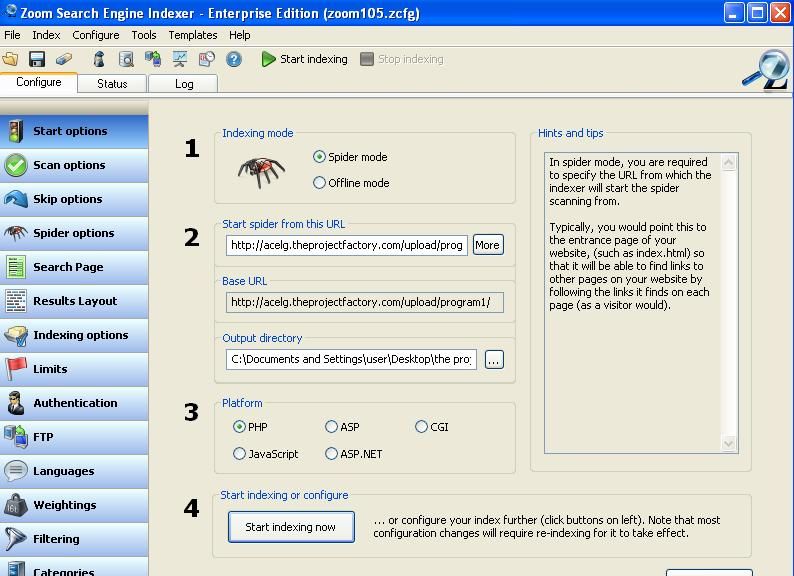 Zoom Search Engine Indexer - Enterprise Edition (zoom105.zcfg)
File Index Configure Tools Templates Help
Start indexing Stop indexing
Configure Status Log
Start options
Scan options
Skip options
Spider options
Search Page
Results Layout
Indexing options
Limits
Authentication
FTP
Languages
Weightings
Filtering
Categories
1
Indexing mode
Spider mode
Offline mode
2
Start spider from this URL
http://acelg.theprojectfactory.com/upload/prog More
Base URL
http://acelg.theprojectfactory.com/upload/program1/
Output directory
C:\Documents and Settings\user\Desktop\the pro ...
3
Platform
PHP ASP CGI
JavaScript ASP.NET
4
Start indexing or configure
Start indexing now
... or configure your index further (click buttons on left). Note that most
configuration changes will require re-indexing for it to take effect.
Hints and tips
In spider mode, you are required
to specify the URL from which the
indexer will start the spider
scanning from.
Typically, you would point this to
the entrance page of your
website, (such as index.html) so
that it will be able to find links to
other pages on your website by
following the links it finds on each
page (as a visitor would).